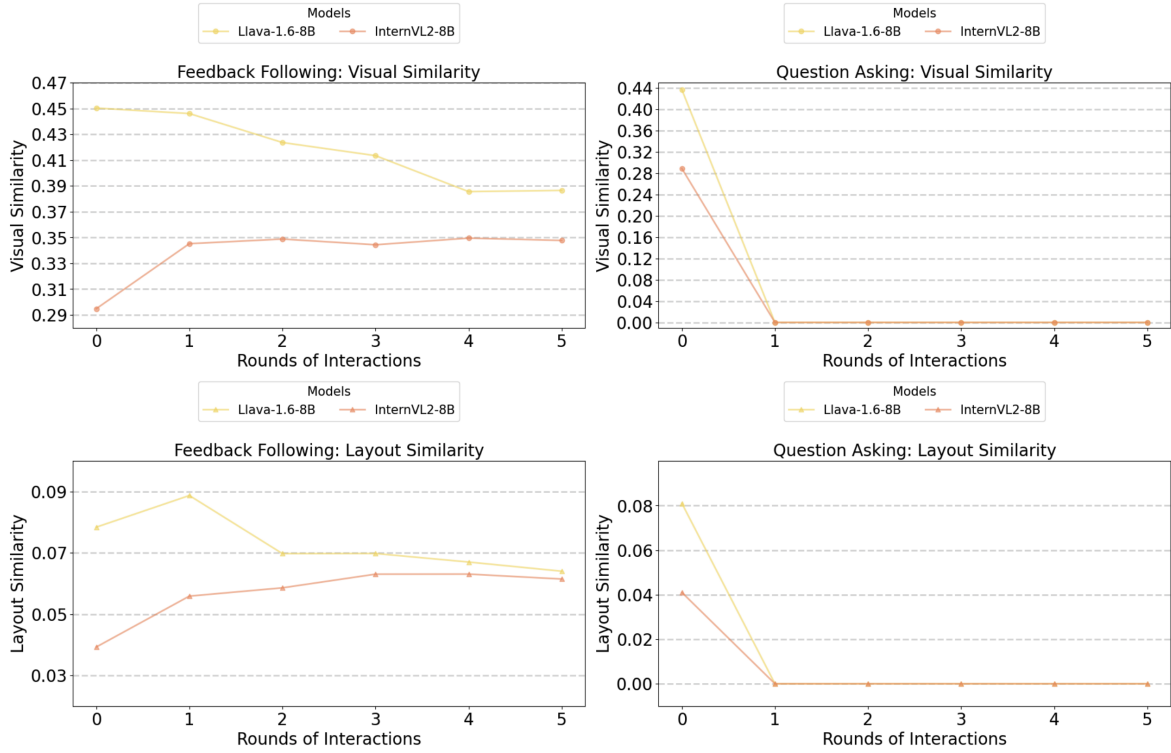 Models
Llava-1.6-8B InternVL2-8B
Feedback Following: Visual Similarity
Visual Similarity
0.47
0.45
0.43
0.41
0.39
0.37
0.35
0.33
0.31
0.29
0 1 2 3 4 5
Rounds of Interactions
Models
Llava-1.6-8B InternVL2-8B
Question Asking: Visual Similarity
Visual Similarity
0.44
0.40
0.36
0.32
0.28
0.24
0.20
0.16
0.12
0.08
0.04
0.00
0 1 2 3 4 5
Rounds of Interactions
Models
Llava-1.6-8B InternVL2-8B
Feedback Following: Layout Similarity
Layout Similarity
0.09
0.07
0.05
0.03
0 1 2 3 4 5
Rounds of Interactions
Models
Llava-1.6-8B InternVL2-8B
Question Asking: Layout Similarity
Layout Similarity
0.08
0.06
0.04
0.02
0.00
0 1 2 3 4 5
Rounds of Interactions